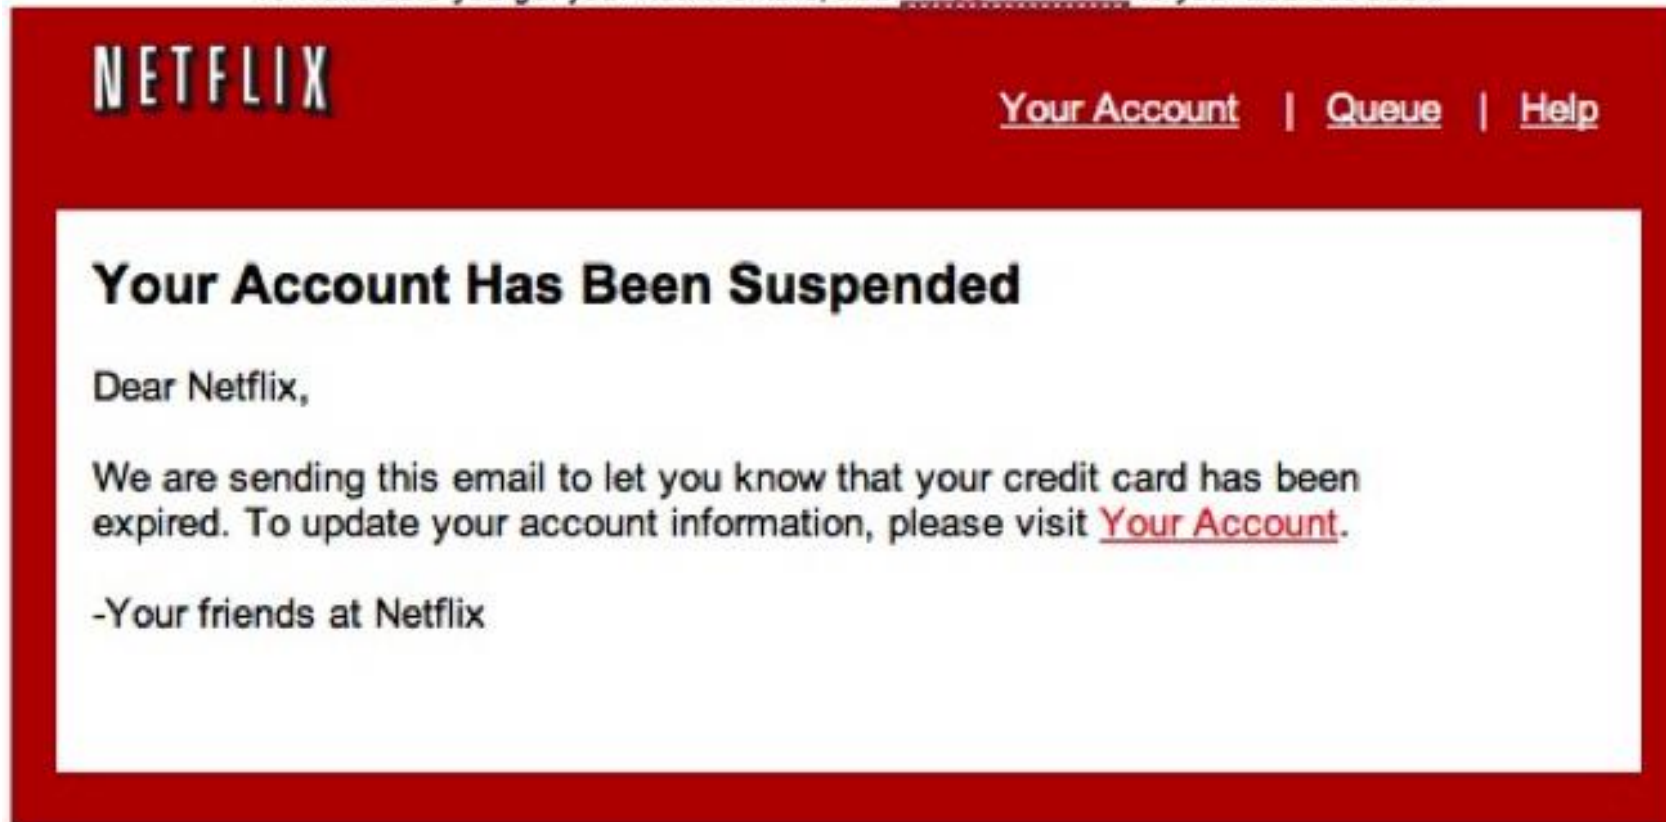 NETFLIX
Your Account | Queue | Help
Your Account Has Been Suspended
Dear Netflix,
We are sending this email to let you know that your credit card has been
expired. To update your account information, please visit Your Account.
-Your friends at Netflix